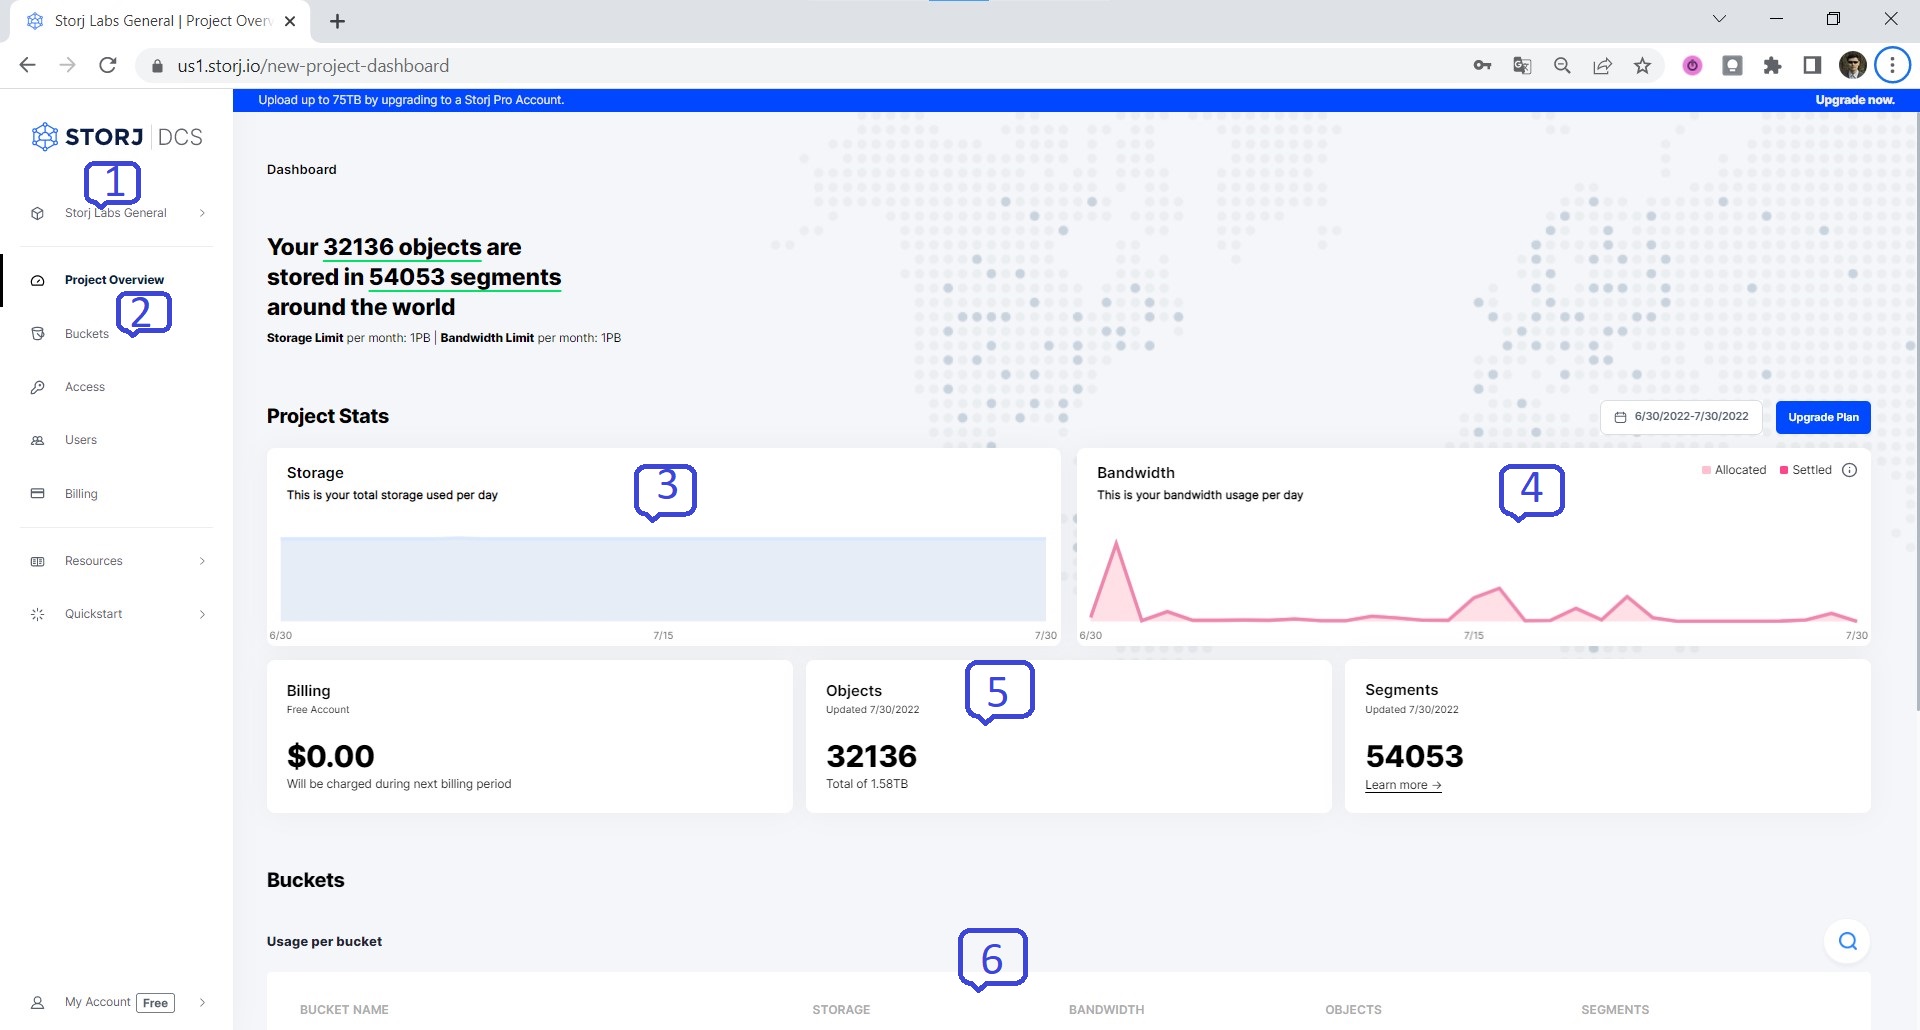 Storj Labs General | Project Over
us1.storj.io/new-project-dashboard
Upload up to 75TB by upgrading to a Storj Pro Account.
Upgrade now.
STORJ DCS
1
Storj Labs General
Project Overview
2
Buckets
Access
Users
Billing
Resources
Quickstart
My Account Free
Dashboard
Your 32136 objects are
stored in 54053 segments
around the world
Storage Limit per month: 1PB | Bandwidth Limit per month: 1PB
Project Stats
6/30/2022-7/30/2022
Upgrade Plan
Storage
This is your total storage used per day
3
6/30 7/15 7/30
Bandwidth
This is your bandwidth usage per day
4
Allocated Settled
6/30 7/15 7/30
Billing
Free Account
$0.00
Will be charged during next billing period
Objects
Updated 7/30/2022
5
32136
Total of 1.58TB
Segments
Updated 7/30/2022
54053
Learn more →
Buckets
Usage per bucket
6
BUCKET NAME STORAGE BANDWIDTH OBJECTS SEGMENTS